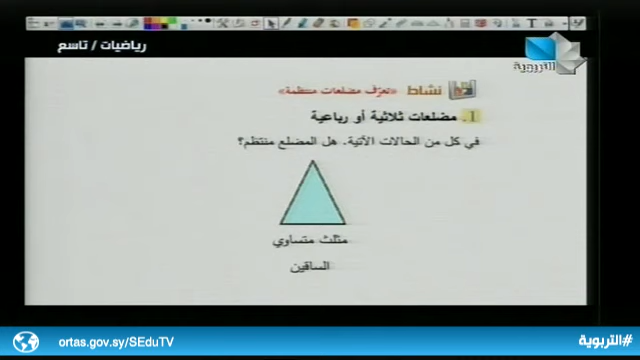 رياضيات / تاسع
التربوية
نشاط «تعرّف مضلعات منتظمة»
1. مضلعات ثلاثية أو رباعية
في كل من الحالات الآتية. هل المضلع منتظم؟
مثلث متساوي
الساقين
ortas.gov.sy/SEduTV
#التربوية